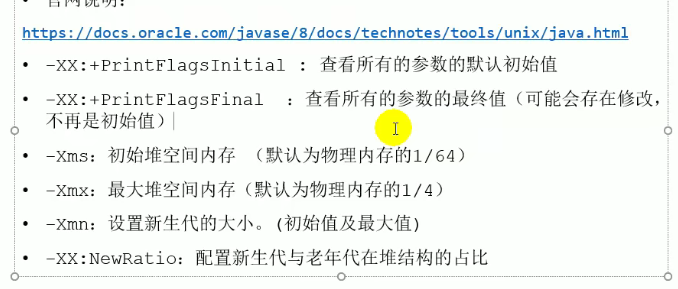 • 官网说明：
https://docs.oracle.com/javase/8/docs/technotes/tools/unix/java.html
• -XX:+PrintFlagsInitial : 查看所有的参数的默认初始值
• -XX:+PrintFlagsFinal ：查看所有的参数的最终值（可能会存在修改，
不再是初始值）
• -Xms：初始堆空间内存 （默认为物理内存的1/64）
• -Xmx：最大堆空间内存（默认为物理内存的1/4）
• -Xmn：设置新生代的大小。(初始值及最大值)
• -XX:NewRatio：配置新生代与老年代在堆结构的占比